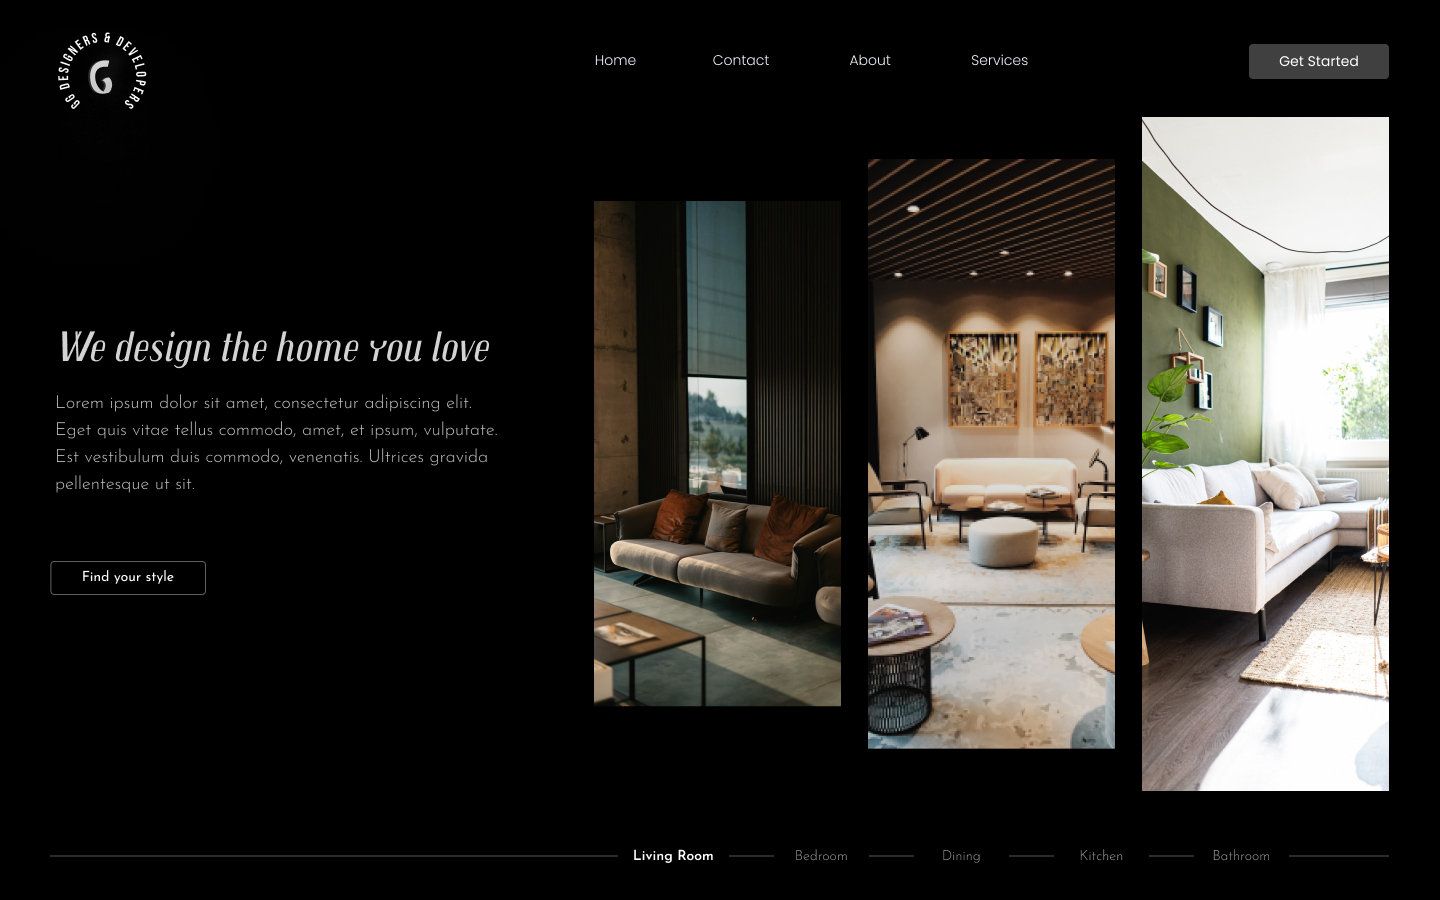 GG DESIGNERS & DEVELOPERS
G
Home
Contact
About
Services
Get Started
We design the home you love
Lorem ipsum dolor sit amet, consectetur adipiscing elit.
Eget quis vitae tellus commodo, amet, et ipsum, vulputate.
Est vestibulum duis commodo, venenatis. Ultrices gravida
pellentesque ut sit.
Find your style
Living Room
Bedroom
Dining
Kitchen
Bathroom